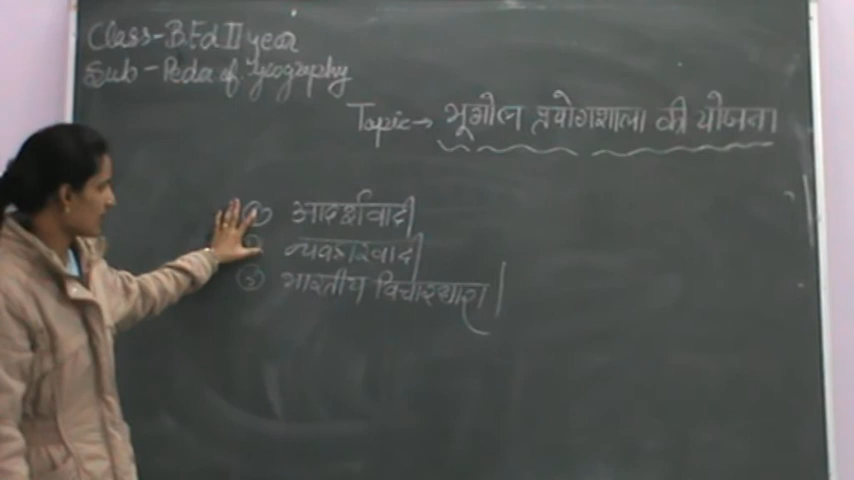 Class-B.Ed II year
Sub - Peda of Geography
Topic → भूगोल प्रयोगशाला की योजना
① आदर्शवादी
② व्यवहारवादी
③ भारतीय विचारधारा